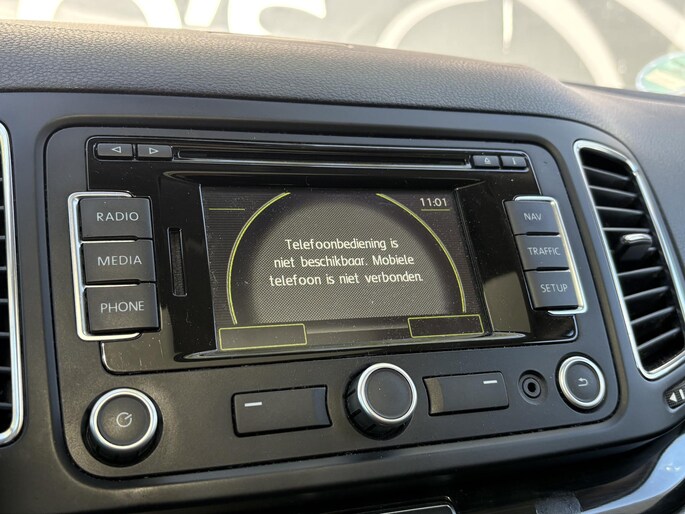 RADIO
MEDIA
PHONE
11:01
Telefoonbediening is
niet beschikbaar. Mobiele
telefoon is niet verbonden.
NAV
TRAFFIC
SETUP